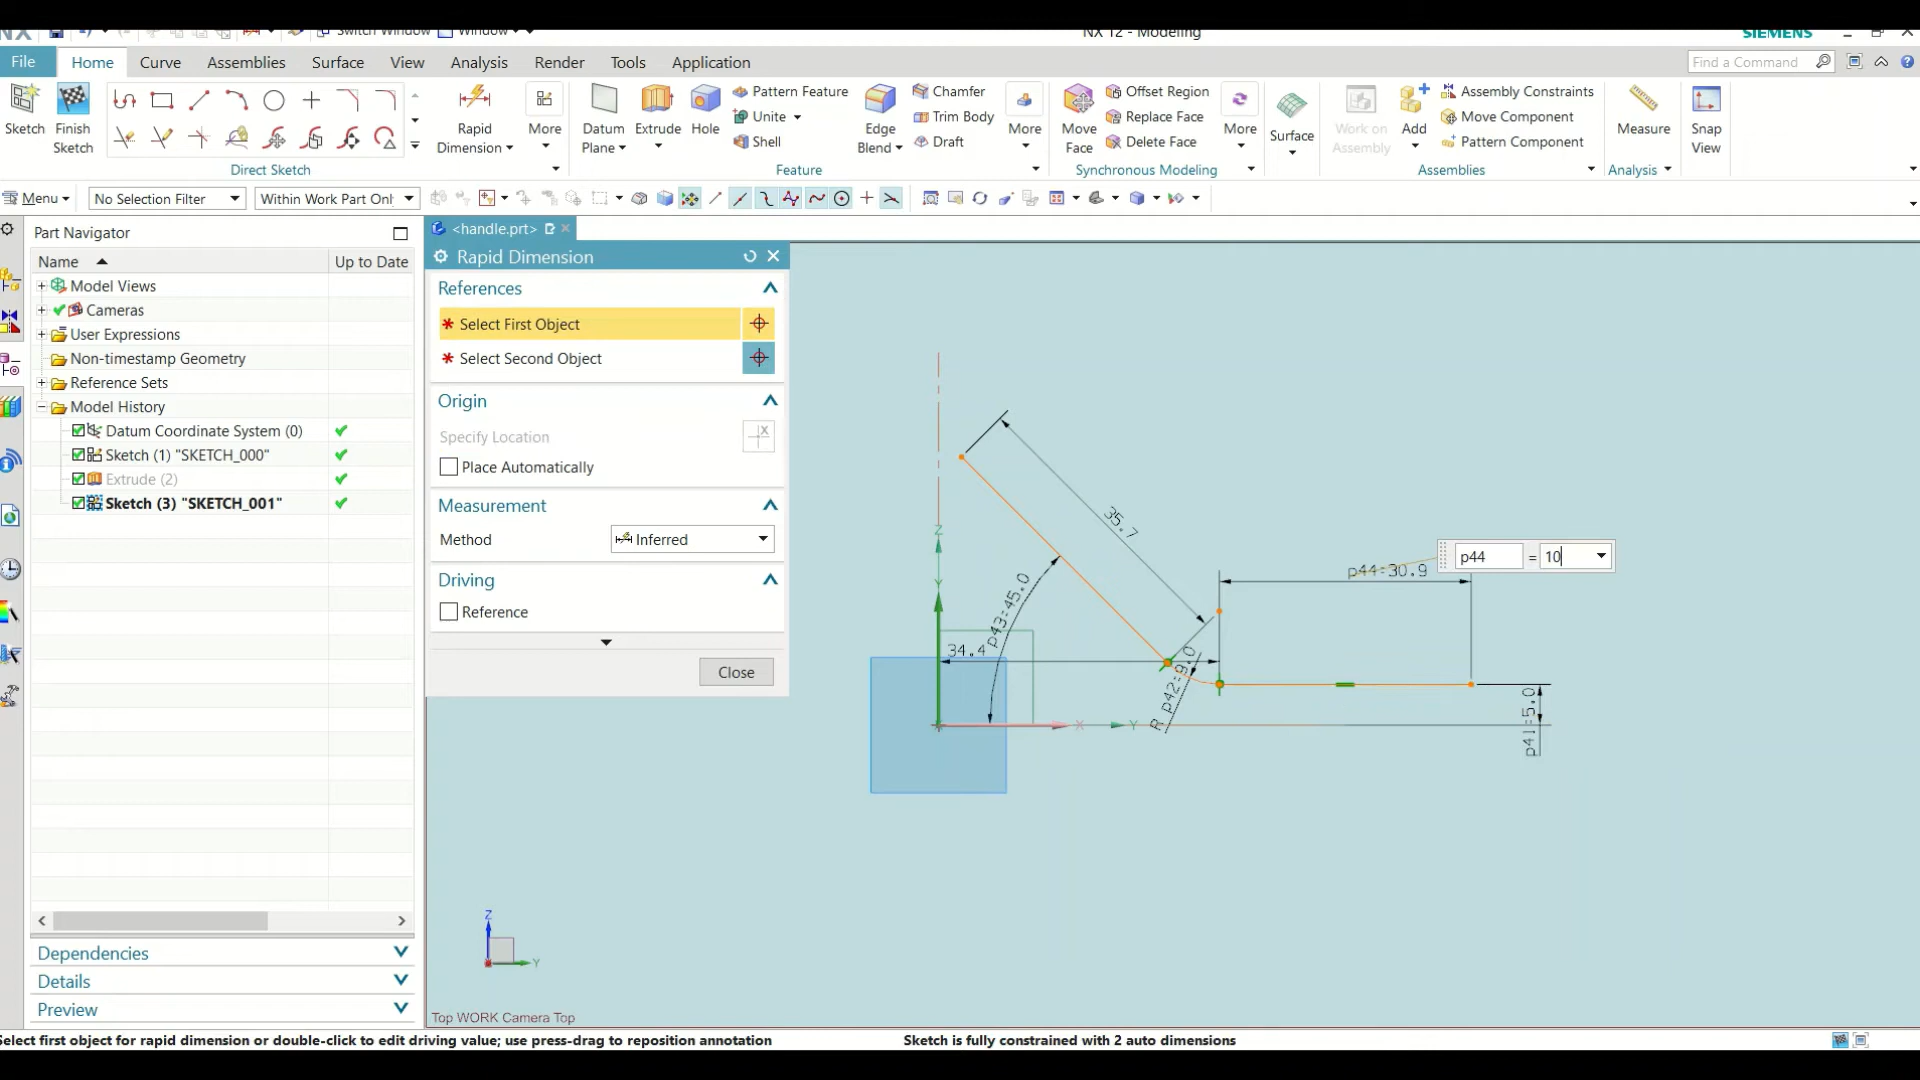 NX
Switch Window
Window
NX 12 - Modeling
SIEMENS
File
Home
Curve
Assemblies
Surface
View
Analysis
Render
Tools
Application
Find a Command
Sketch
Finish
Sketch
Rapid
Dimension
More
Direct Sketch
Datum
Plane
Extrude
Hole
Pattern Feature
Unite
Shell
Edge
Blend
Chamfer
Trim Body
Draft
More
Feature
Move
Face
Offset Region
Replace Face
Delete Face
More
Synchronous Modeling
Surface
Work on
Assembly
Add
Assembly Constraints
Move Component
Pattern Component
Assemblies
Measure
Analysis
Snap
View
Menu
No Selection Filter
Within Work Part Onl
Part Navigator
Name
Up to Date
Model Views
Cameras
User Expressions
Non-timestamp Geometry
Reference Sets
Model History
Datum Coordinate System (0)
Sketch (1) "SKETCH_000"
Extrude (2)
Sketch (3) "SKETCH_001"
Dependencies
Details
Preview
<handle.prt>
Rapid Dimension
References
* Select First Object
* Select Second Object
Origin
Specify Location
Place Automatically
Measurement
Method
Inferred
Driving
Reference
Close
35.7
p43=45.0
34.4
R p42=9.0
p44=30.9
p44 = 10
p41=5.0
Z
Y
X
Y
Z
Y
Top WORK Camera Top
Select first object for rapid dimension or double-click to edit driving value; use press-drag to reposition annotation
Sketch is fully constrained with 2 auto dimensions